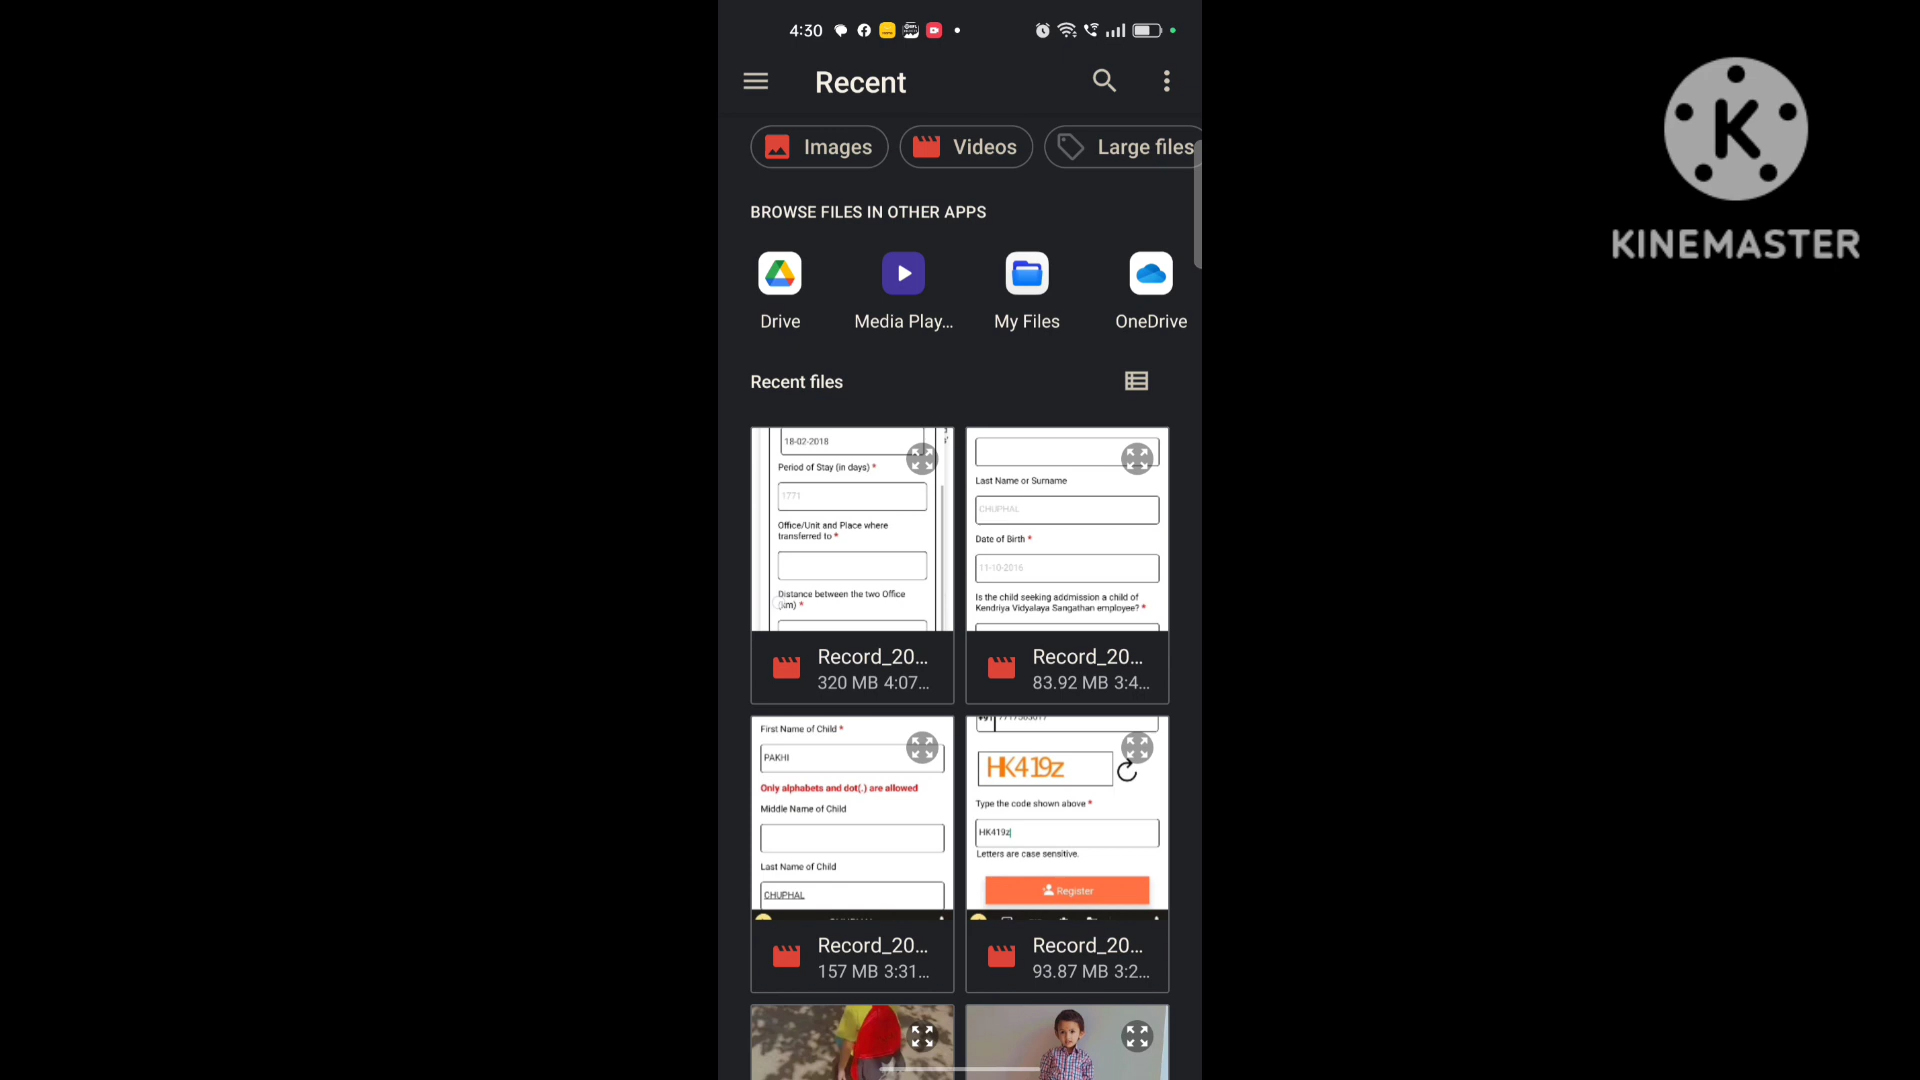 4:30
Recent
Images
Videos
Large files
BROWSE FILES IN OTHER APPS
Drive
Media Play...
My Files
OneDrive
Recent files
18-02-2018
Period of Stay (in days) *
1771
Office/Unit and Place where
transferred to *
Distance between the two Office
(km) *
Record_20...
320 MB 4:07...
Last Name or Surname
CHUPHAL
Date of Birth *
11-10-2016
Is the child seeking addmission a child of
Kendriya Vidyalaya Sangathan employee? *
Record_20...
83.92 MB 3:4...
First Name of Child *
PAKHI
Only alphabets and dot(.) are allowed
Middle Name of Child
Last Name of Child
CHUPHAL
Record_20...
157 MB 3:31...
+91
HK419z
Type the code shown above *
HK419z
Letters are case sensitive.
Register
Record_20...
93.87 MB 3:2...
K
KINEMASTER